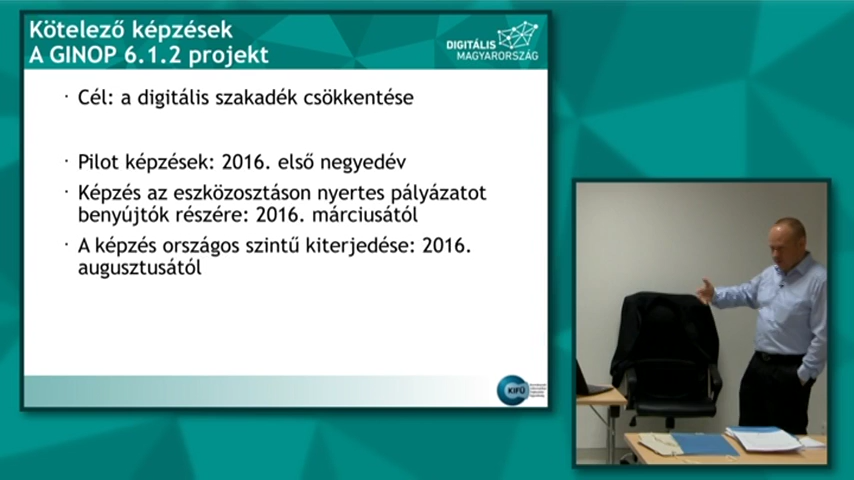 Kötelező képzések
A GINOP 6.1.2 projekt
DIGITÁLIS
MAGYARORSZÁG
· Cél: a digitális szakadék csökkentése
· Pilot képzések: 2016. első negyedév
· Képzés az eszközosztáson nyertes pályázatot
benyújtók részére: 2016. márciusától
· A képzés országos szintű kiterjedése: 2016.
augusztusától
KIFÜ